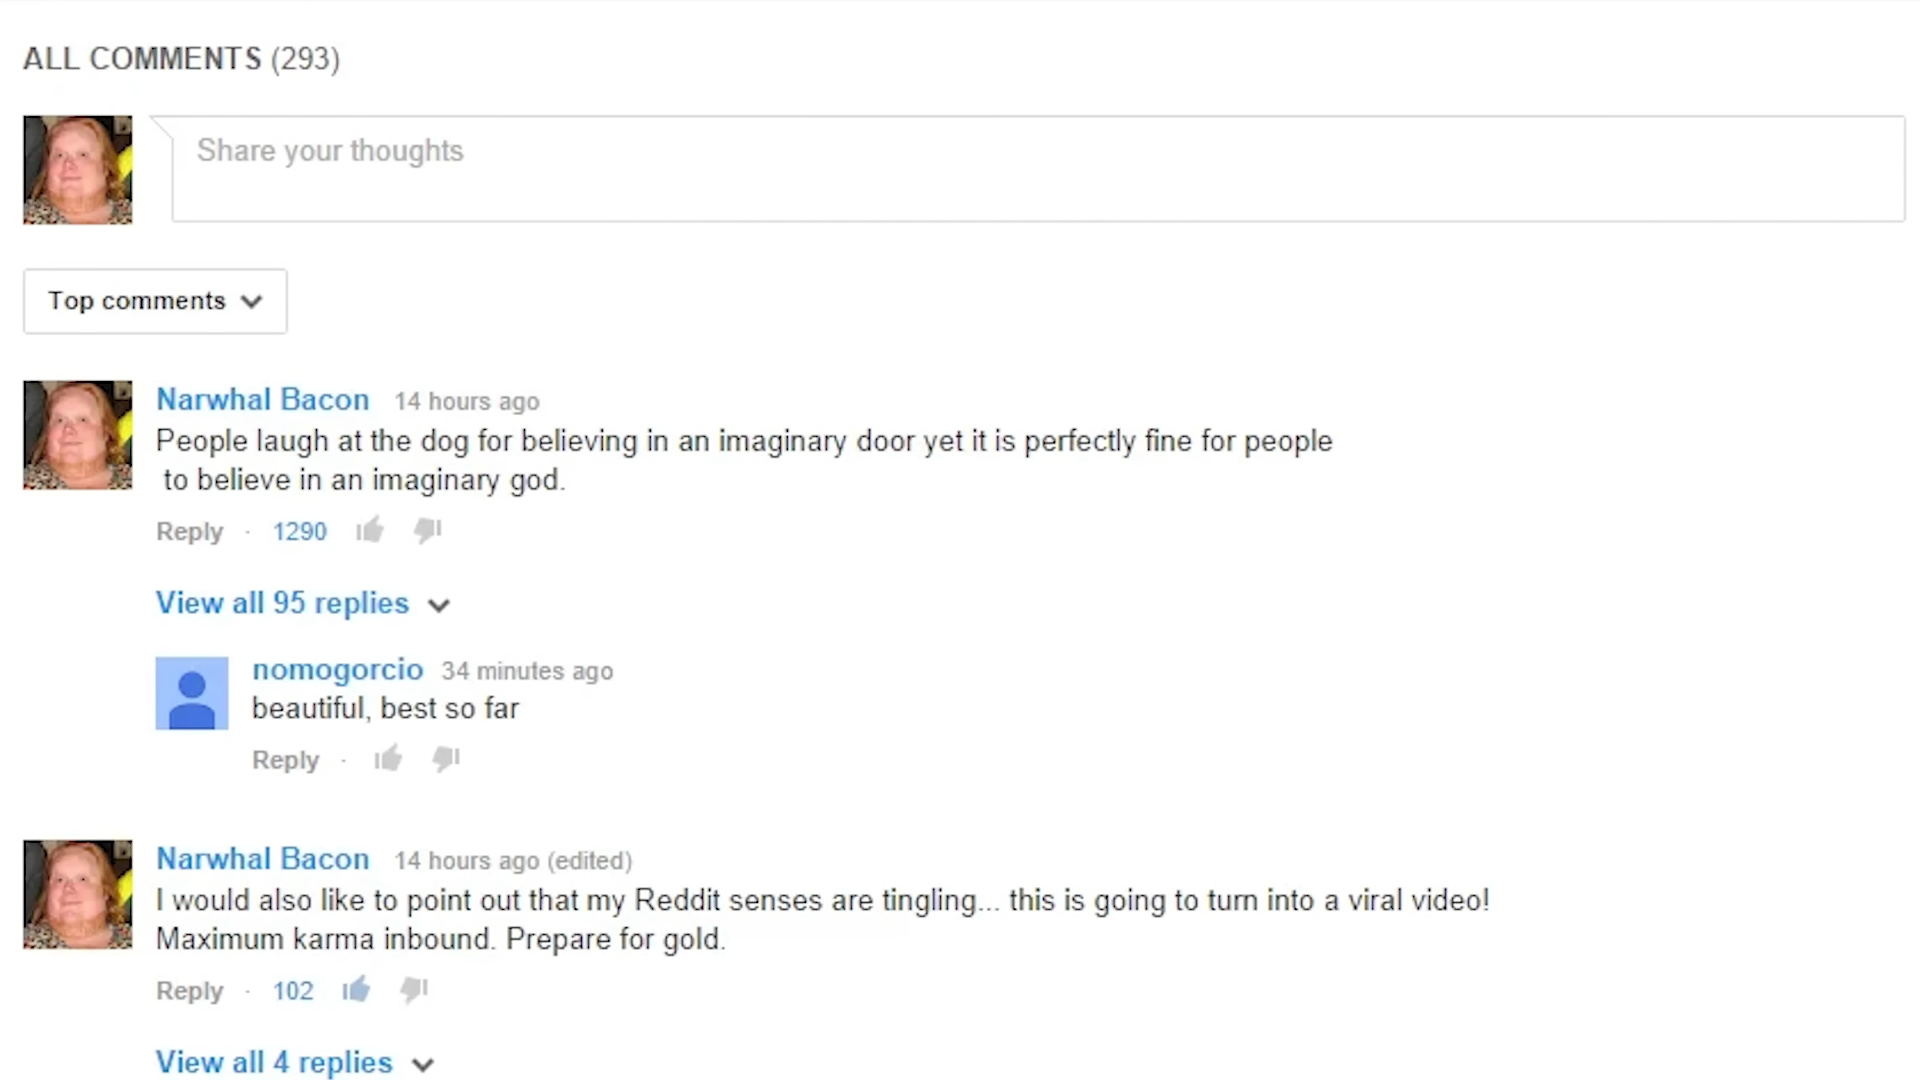 ALL COMMENTS (293)
Share your thoughts
Top comments
Narwhal Bacon 14 hours ago
People laugh at the dog for believing in an imaginary door yet it is perfectly fine for people
to believe in an imaginary god.
Reply · 1290
View all 95 replies
nomogorcio 34 minutes ago
beautiful, best so far
Reply ·
Narwhal Bacon 14 hours ago (edited)
I would also like to point out that my Reddit senses are tingling... this is going to turn into a viral video!
Maximum karma inbound. Prepare for gold.
Reply · 102
View all 4 replies